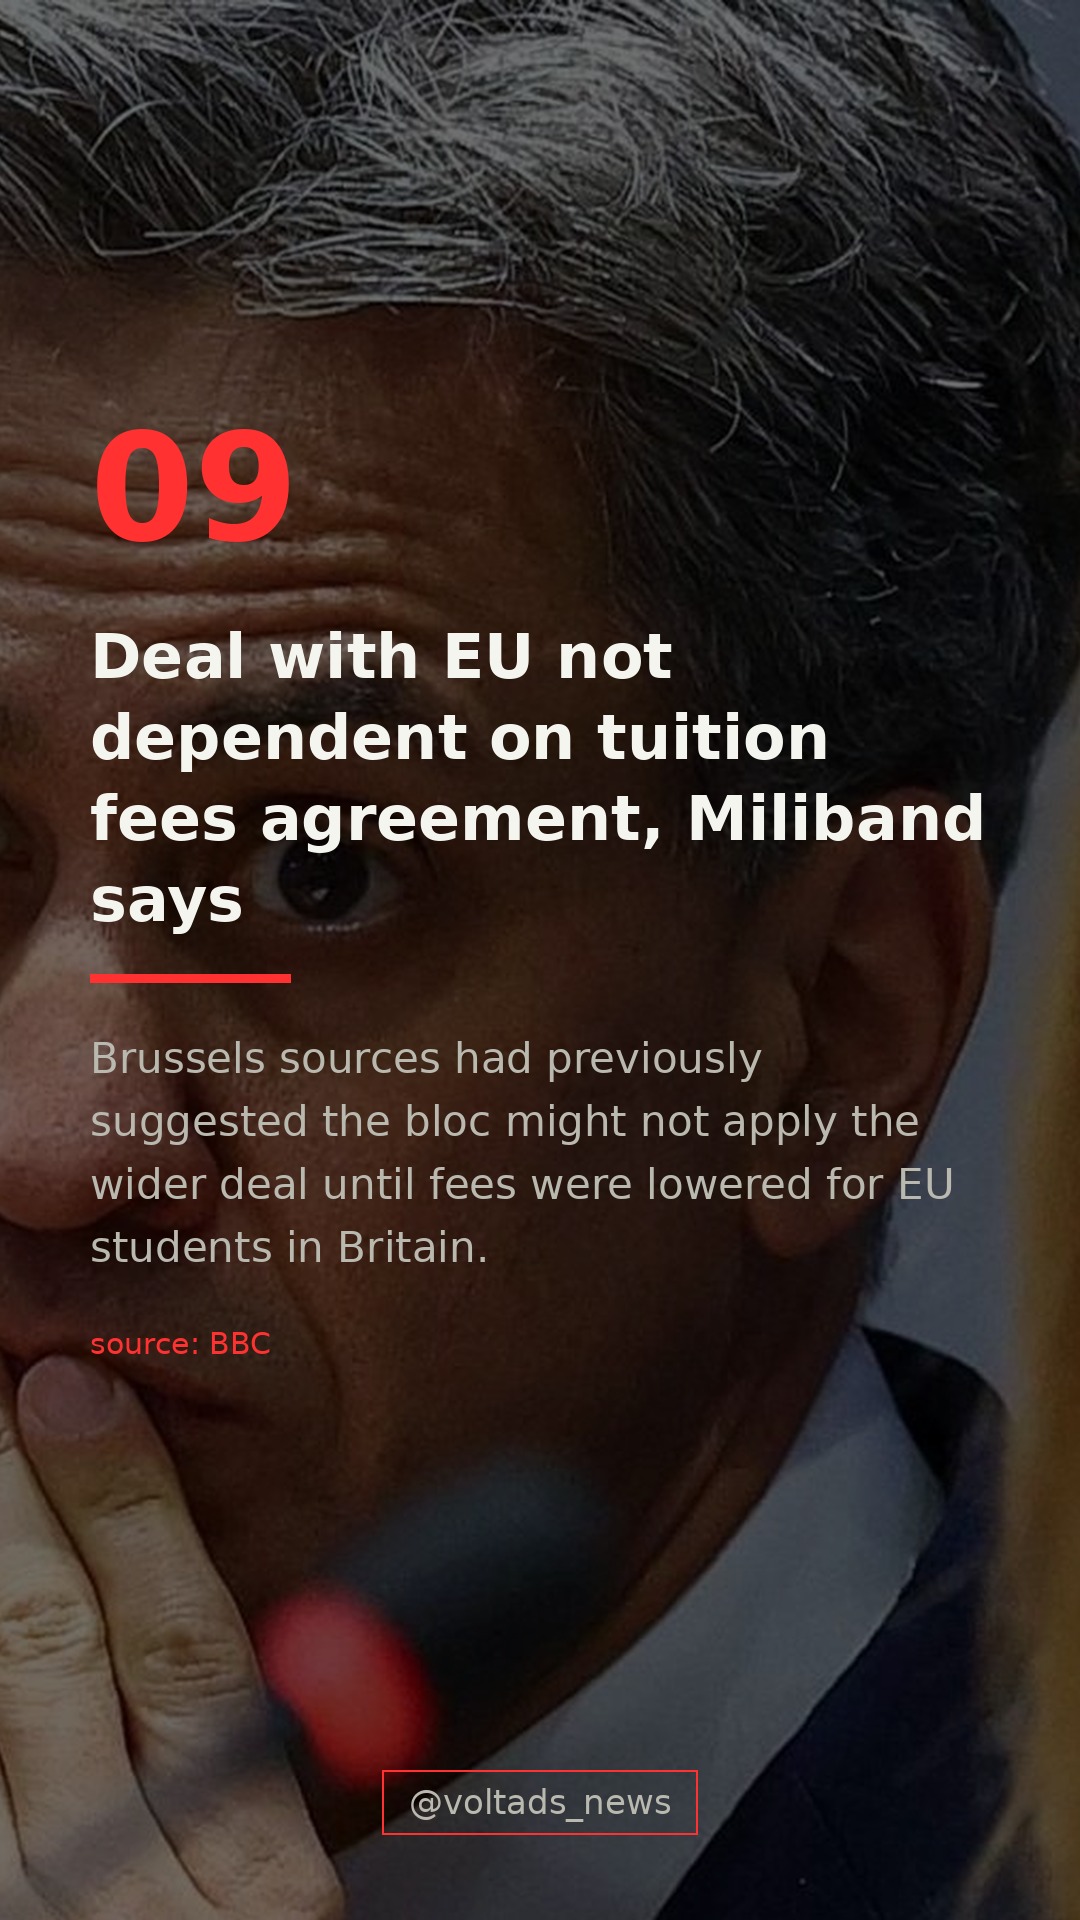 09
Deal with EU not
dependent on tuition
fees agreement, Miliband
says
Brussels sources had previously
suggested the bloc might not apply the
wider deal until fees were lowered for EU
students in Britain.
source: BBC
@voltads_news